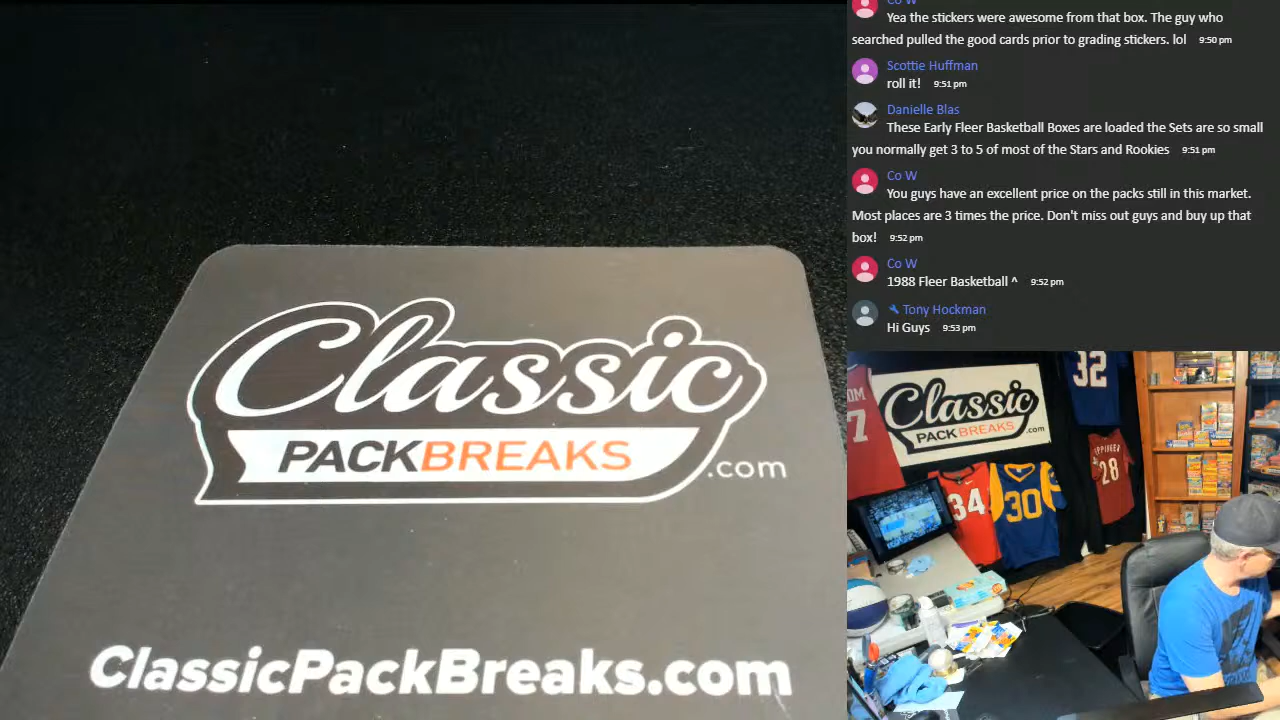 Classic
PACKBREAKS
.com
ClassicPackBreaks.com
Co W
Yea the stickers were awesome from that box. The guy who
searched pulled the good cards prior to grading stickers. lol 9:50 pm
Scottie Huffman
roll it! 9:51 pm
Danielle Blas
These Early Fleer Basketball Boxes are loaded the Sets are so small
you normally get 3 to 5 of most of the Stars and Rookies 9:51 pm
Co W
You guys have an excellent price on the packs still in this market.
Most places are 3 times the price. Don't miss out guys and buy up that
box! 9:52 pm
Co W
1988 Fleer Basketball ^ 9:52 pm
Tony Hockman
Hi Guys 9:53 pm
Classic
PACKBREAKS
.com
32
7
34
30
28